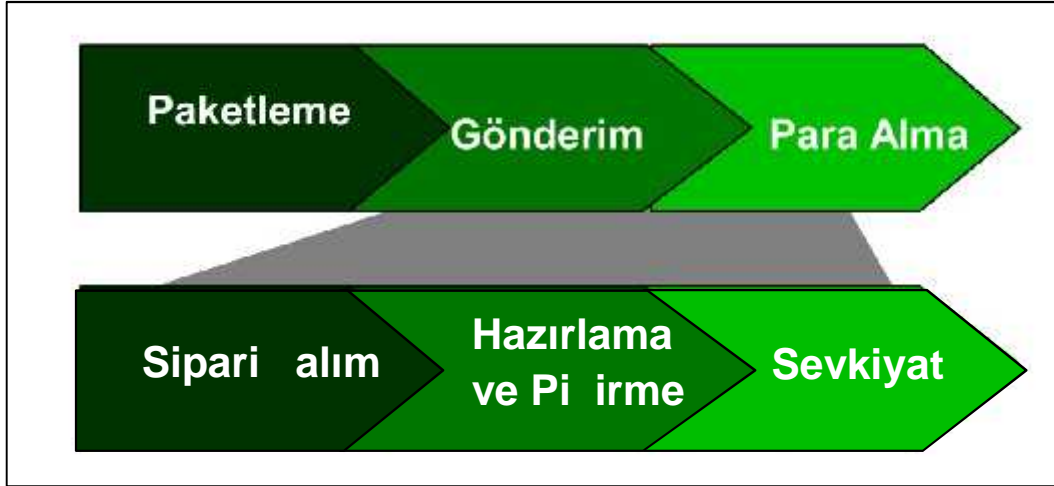 Paketleme
Gönderim
Para Alma
Sipari alım
Hazırlama
ve Pi irme
Sevkiyat